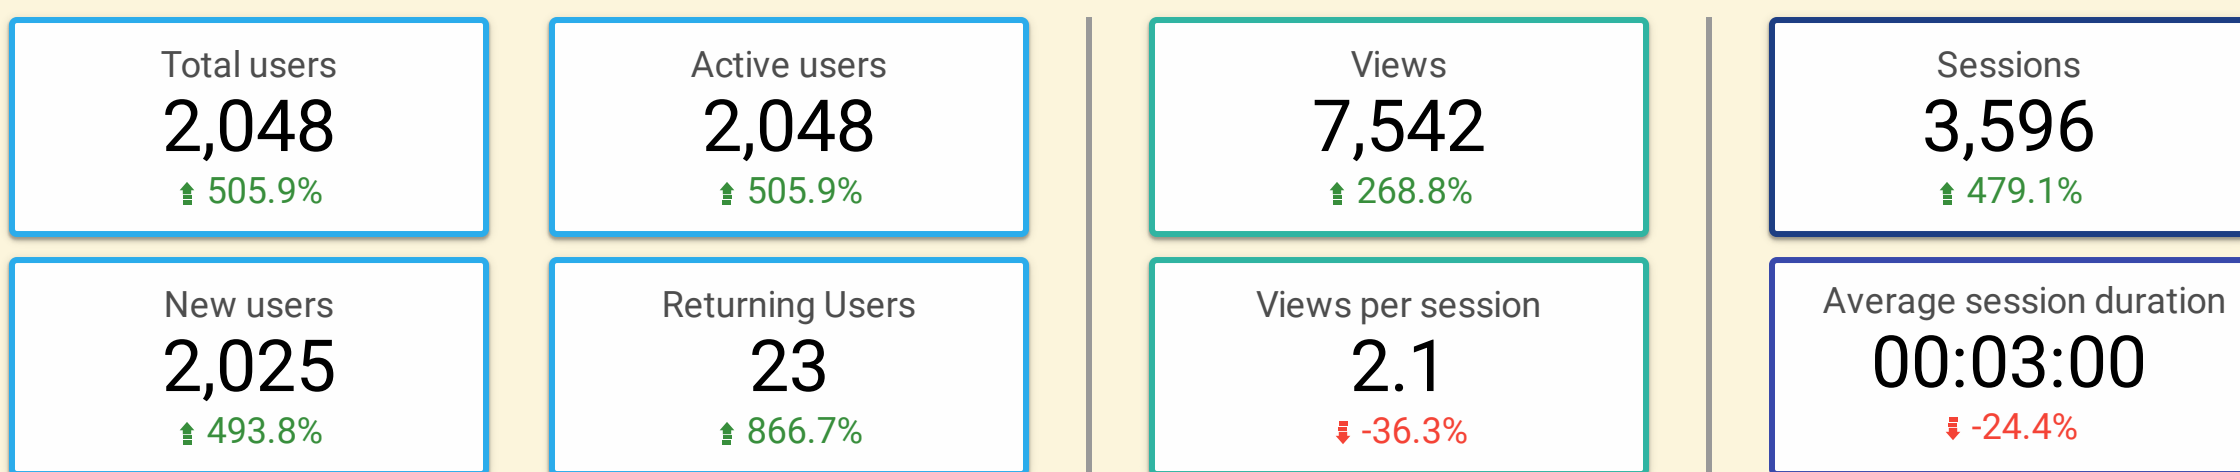 Total users
2,048
505.9%
Active users
2,048
505.9%
Views
7,542
268.8%
Sessions
3,596
479.1%
New users
2,025
493.8%
Returning Users
23
866.7%
Views per session
2.1
-36.3%
Average session duration
00:03:00
-24.4%